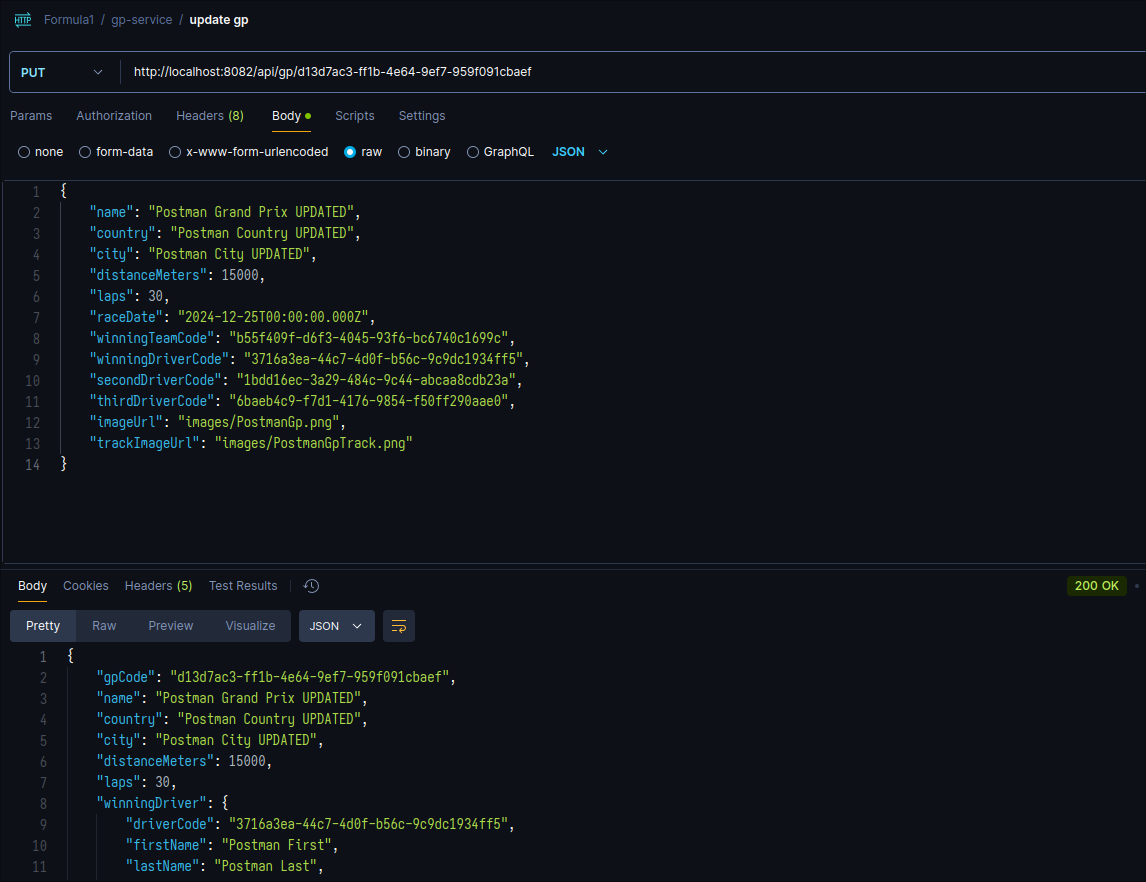 HTTP Formula1 / gp-service / update gp
PUT http://localhost:8082/api/gp/d13d7ac3-ff1b-4e64-9ef7-959f091cbaef
Params Authorization Headers (8) Body Scripts Settings
none form-data x-www-form-urlencoded raw binary GraphQL JSON
1 {
2 "name": "Postman Grand Prix UPDATED",
3 "country": "Postman Country UPDATED",
4 "city": "Postman City UPDATED",
5 "distanceMeters": 15000,
6 "laps": 30,
7 "raceDate": "2024-12-25T00:00:00.000Z",
8 "winningTeamCode": "b55f409f-d6f3-4045-93f6-bc6740c1699c",
9 "winningDriverCode": "3716a3ea-44c7-4d0f-b56c-9c9dc1934ff5",
10 "secondDriverCode": "1bdd16ec-3a29-484c-9c44-abcaa8cdb23a",
11 "thirdDriverCode": "6baeb4c9-f7d1-4176-9854-f50ff290aae0",
12 "imageUrl": "images/PostmanGp.png",
13 "trackImageUrl": "images/PostmanGpTrack.png"
14 }
Body Cookies Headers (5) Test Results 200 OK
Pretty Raw Preview Visualize JSON
1 {
2 "gpCode": "d13d7ac3-ff1b-4e64-9ef7-959f091cbaef",
3 "name": "Postman Grand Prix UPDATED",
4 "country": "Postman Country UPDATED",
5 "city": "Postman City UPDATED",
6 "distanceMeters": 15000,
7 "laps": 30,
8 "winningDriver": {
9 "driverCode": "3716a3ea-44c7-4d0f-b56c-9c9dc1934ff5",
10 "firstName": "Postman First",
11 "lastName": "Postman Last",